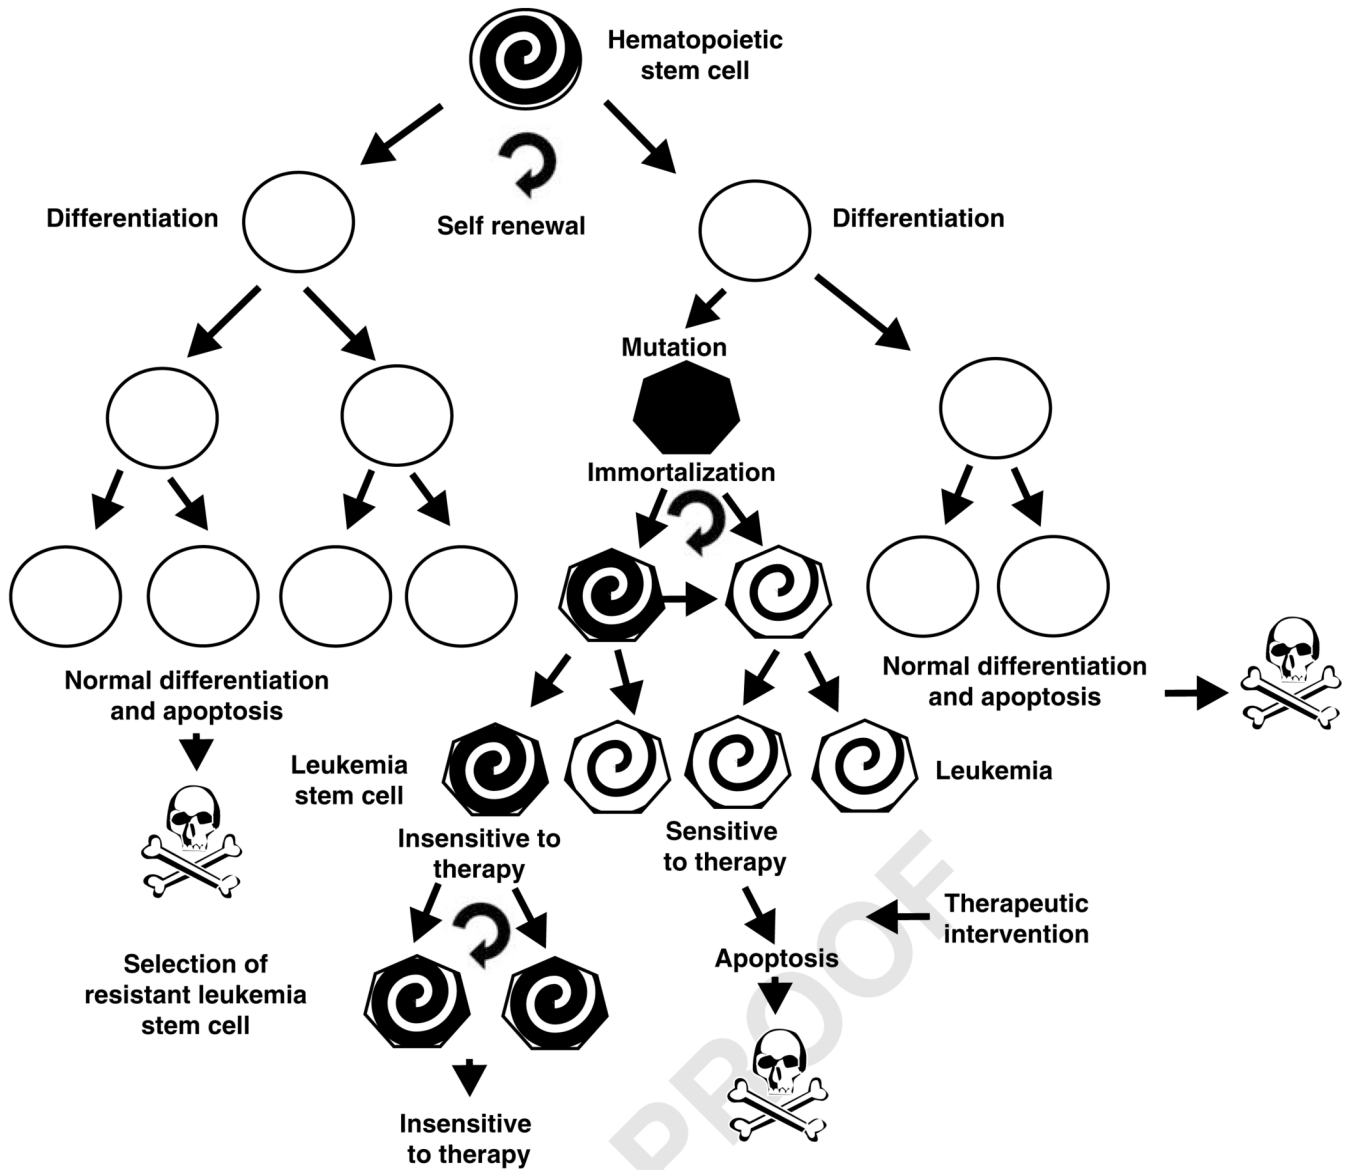 Hematopoietic
stem cell
Differentiation
Self renewal
Differentiation
Mutation
Immortalization
Normal differentiation
and apoptosis
Normal differentiation
and apoptosis
Leukemia
stem cell
Leukemia
Insensitive to
therapy
Sensitive
to therapy
Therapeutic
intervention
Selection of
resistant leukemia
stem cell
Apoptosis
Insensitive
to therapy
PROOF